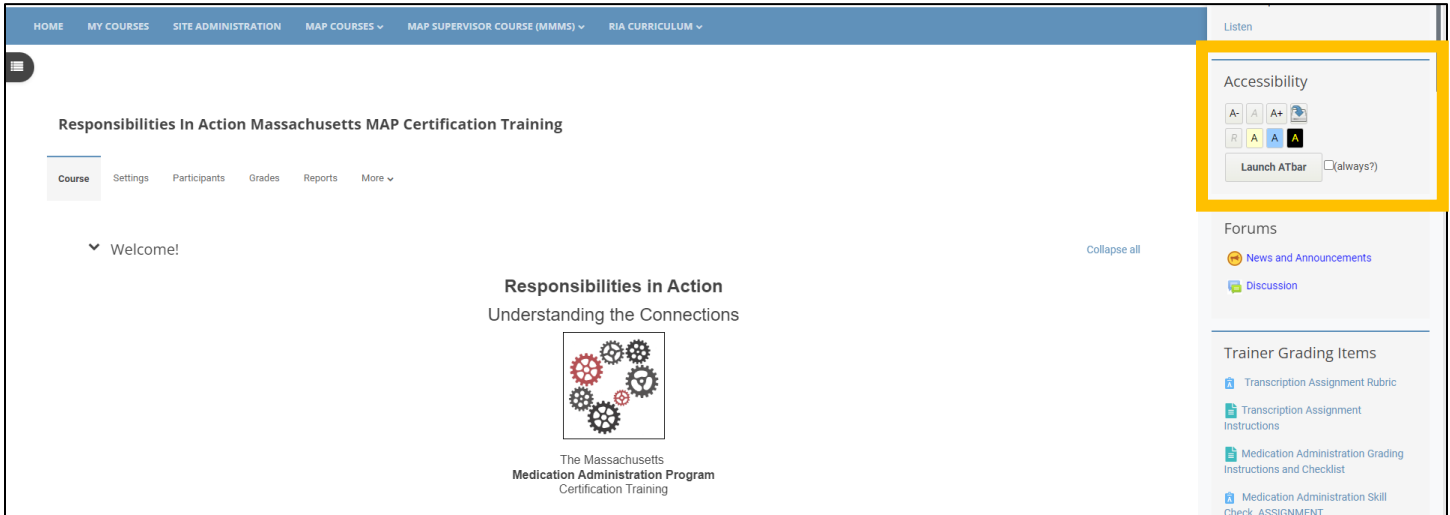 HOME MY COURSES SITE ADMINISTRATION MAP COURSES MAP SUPERVISOR COURSE (MMMS) RIA CURRICULUM
Responsibilities In Action Massachusetts MAP Certification Training
Course Settings Participants Grades Reports More
Welcome!
Collapse all
Responsibilities in Action
Understanding the Connections
The Massachusetts
Medication Administration Program
Certification Training
Listen
Accessibility
A- A A+
R A A A
Launch ATbar (always?)
Forums
News and Announcements
Discussion
Trainer Grading Items
Transcription Assignment Rubric
Transcription Assignment
Instructions
Medication Administration Grading
Instructions and Checklist
Medication Administration Skill
Check ASSIGNMENT